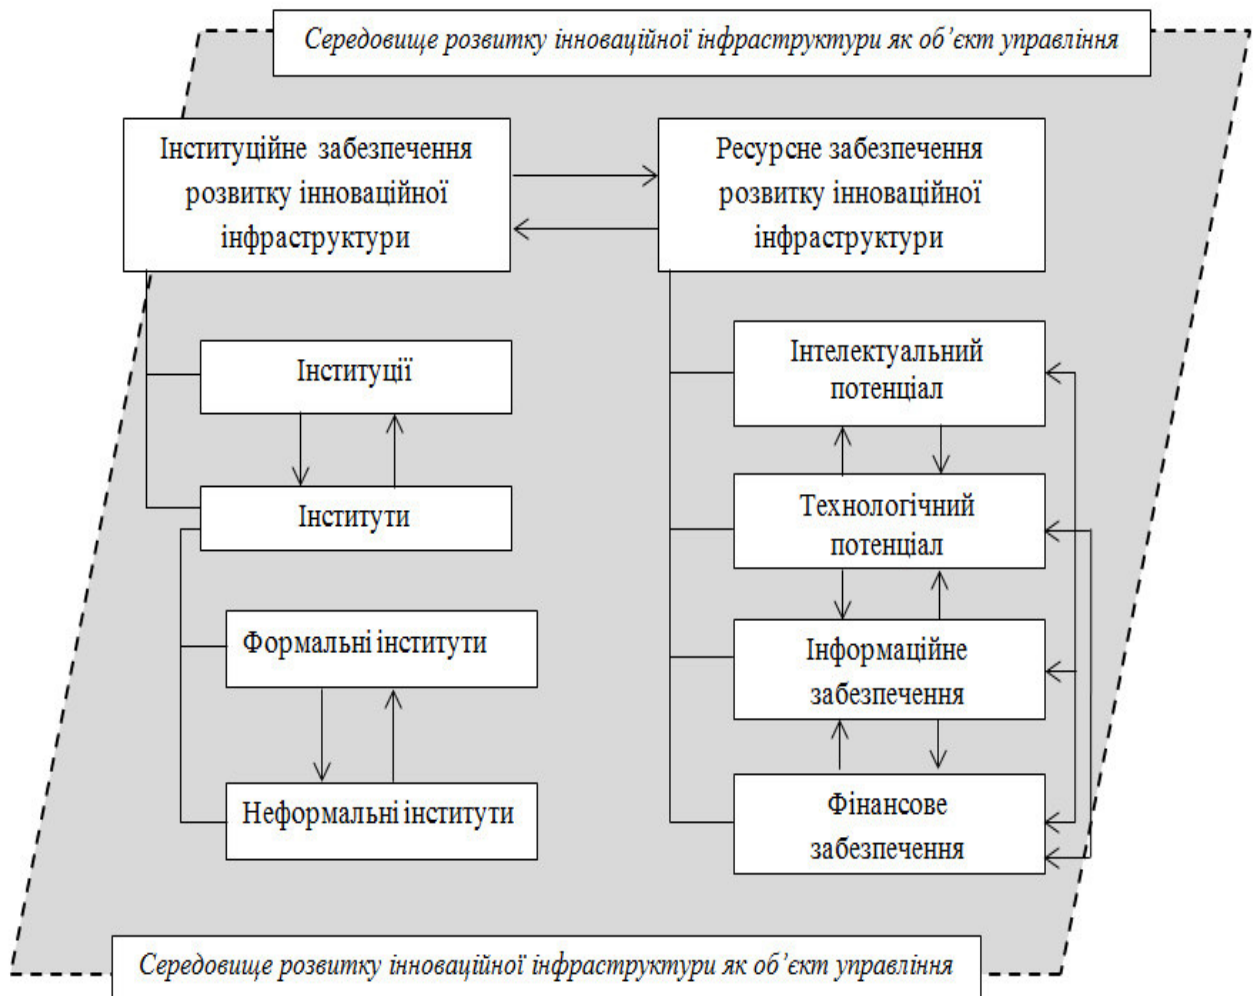 Середовище розвитку інноваційної інфраструктури як об’єкт управління
Інституційне забезпечення
розвитку інноваційної
інфраструктури
Ресурсне забезпечення
розвитку інноваційної
інфраструктури
Інституції
Інститути
Формальні інститути
Неформальні інститути
Інтелектуальний
потенціал
Технологічний
потенціал
Інформаційне
забезпечення
Фінансове
забезпечення
Середовище розвитку інноваційної інфраструктури як об’єкт управління